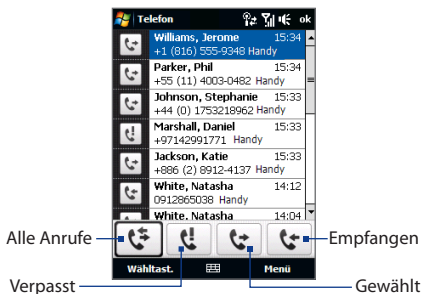 Telefon ok
Williams, Jerome 15:34
+1 (816) 555-9348 Handy
Parker, Phil 15:34
+55 (11) 4003-0482 Handy
Johnson, Stephanie 15:33
+44 (0) 1753218962 Handy
Marshall, Daniel 15:33
+97142991771 Handy
Jackson, Katie 15:33
+886 (2) 8912-4137 Handy
White, Natasha 14:12
0912865038 Handy
White, Natasha 14:04
Alle Anrufe
Empfangen
Wähltast. Menü
Verpasst
Gewählt